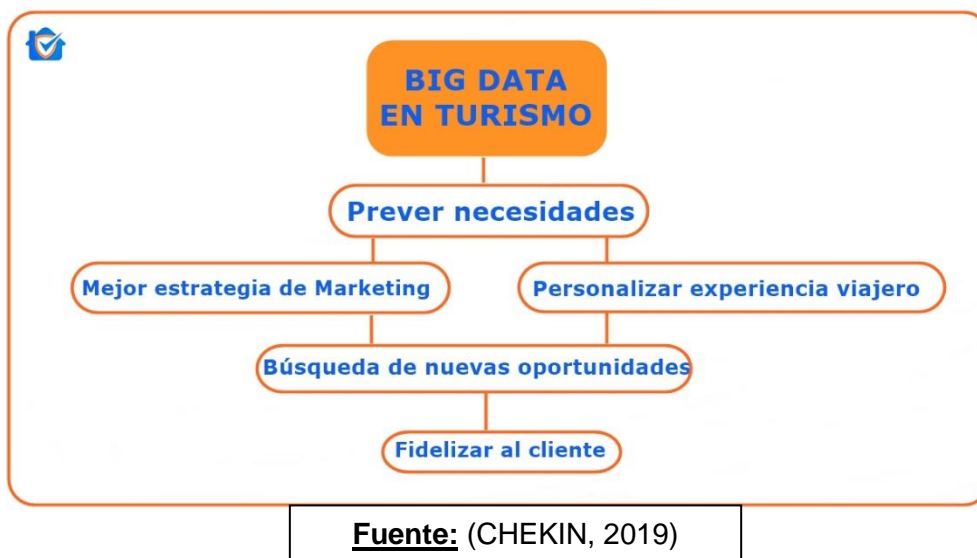 BIG DATA
EN TURISMO
Prever necesidades
Mejor estrategia de Marketing
Personalizar experiencia viajero
Búsqueda de nuevas oportunidades
Fidelizar al cliente
Fuente: (CHEKIN, 2019)